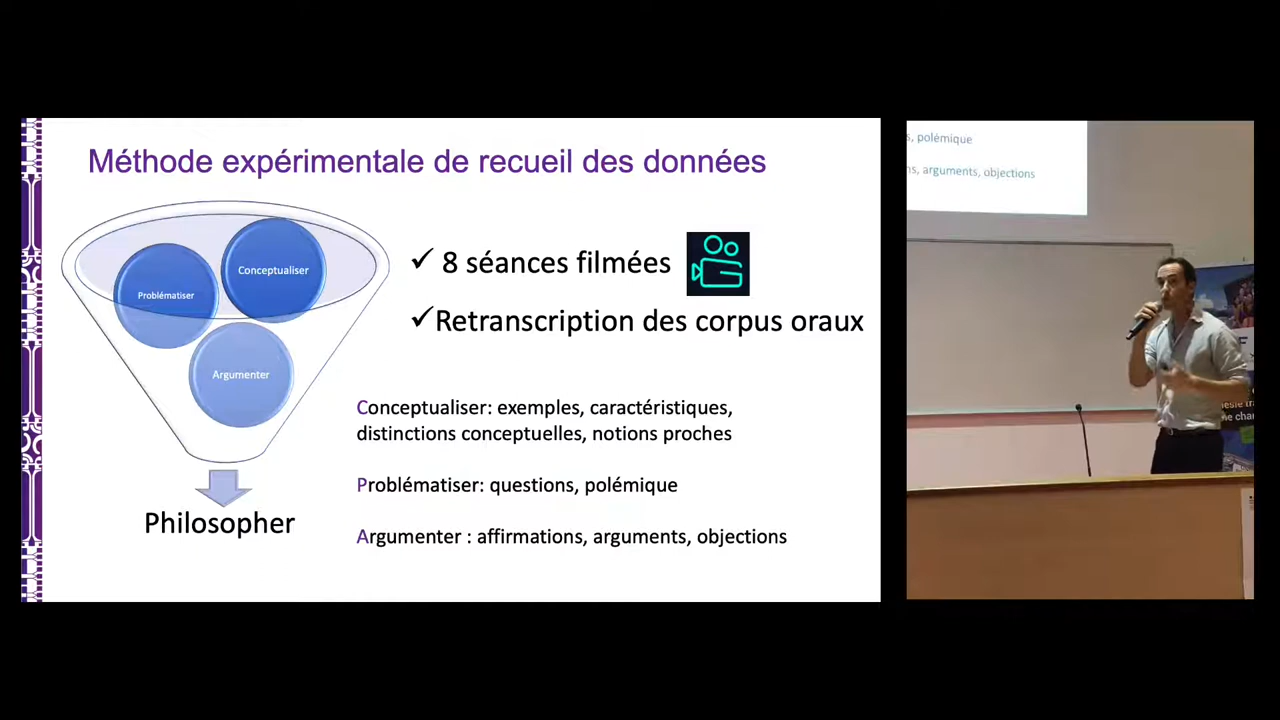 Méthode expérimentale de recueil des données
Conceptualiser
Problématiser
Argumenter
Philosopher
✓ 8 séances filmées
✓Retranscription des corpus oraux
Conceptualiser: exemples, caractéristiques,
distinctions conceptuelles, notions proches
Problématiser: questions, polémique
Argumenter : affirmations, arguments, objections
s, polémique
ns, arguments, objections